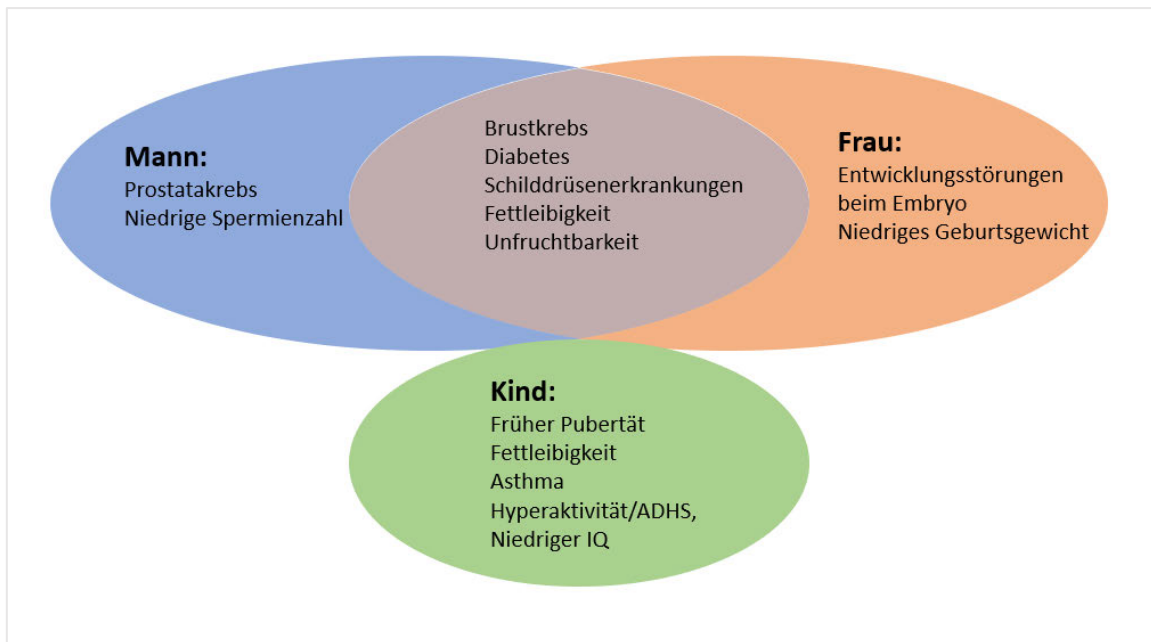 Mann:
Prostatakrebs
Niedrige Spermienzahl
Brustkrebs
Diabetes
Schilddrüsenerkrankungen
Fettleibigkeit
Unfruchtbarkeit
Frau:
Entwicklungsstörungen
beim Embryo
Niedriges Geburtsgewicht
Kind:
Früher Pubertät
Fettleibigkeit
Asthma
Hyperaktivität/ADHS,
Niedriger IQ